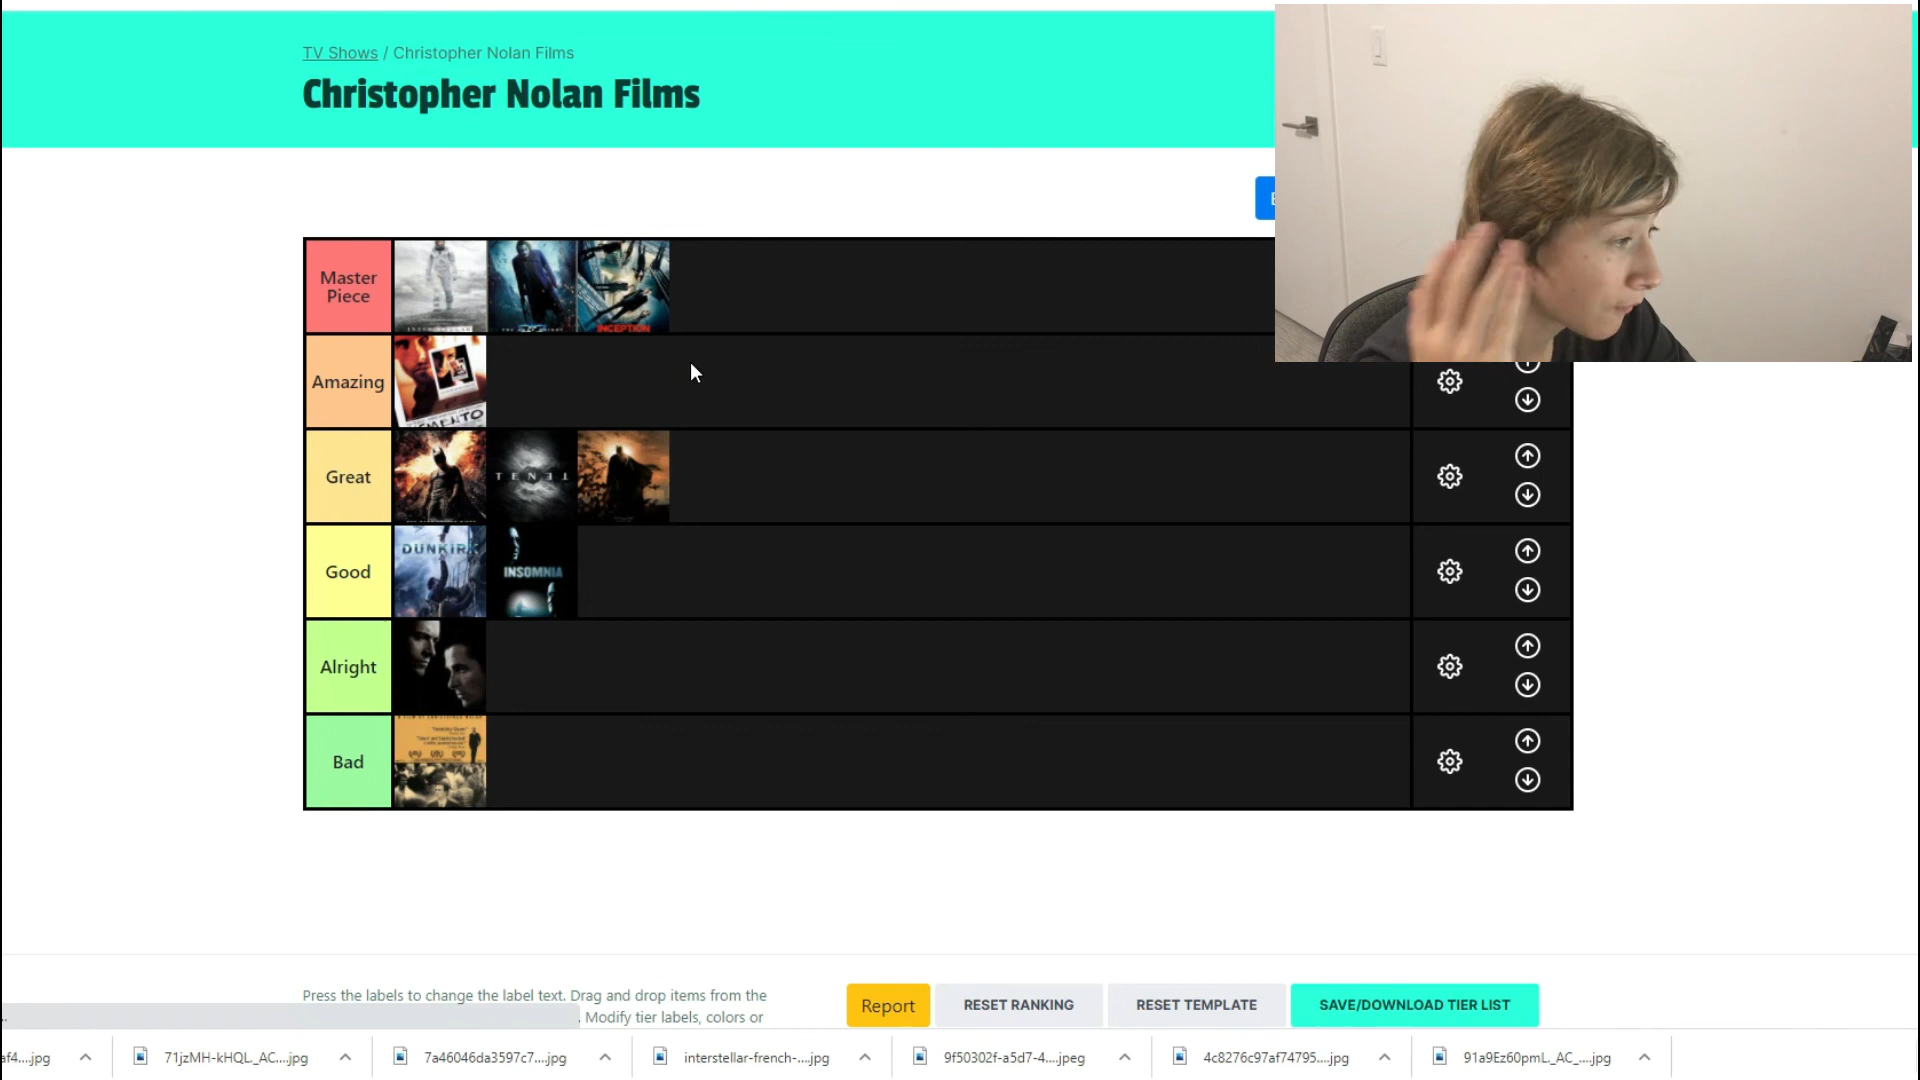 TV Shows / Christopher Nolan Films
Christopher Nolan Films
Master
Piece
INCEPTION
Amazing
Great
TENET
Good
DUNKIRK
INSOMNIA
Alright
Bad
Press the labels to change the label text. Drag and drop items from the
. Modify tier labels, colors or
Report
RESET RANKING
RESET TEMPLATE
SAVE/DOWNLOAD TIER LIST
af4....jpg
71jzMH-kHQL._AC....jpg
7a46046da3597c7....jpg
interstellar-french-....jpg
9f50302f-a5d7-4....jpeg
4c8276c97af74795....jpg
91a9Ez60pmL._AC_....jpg